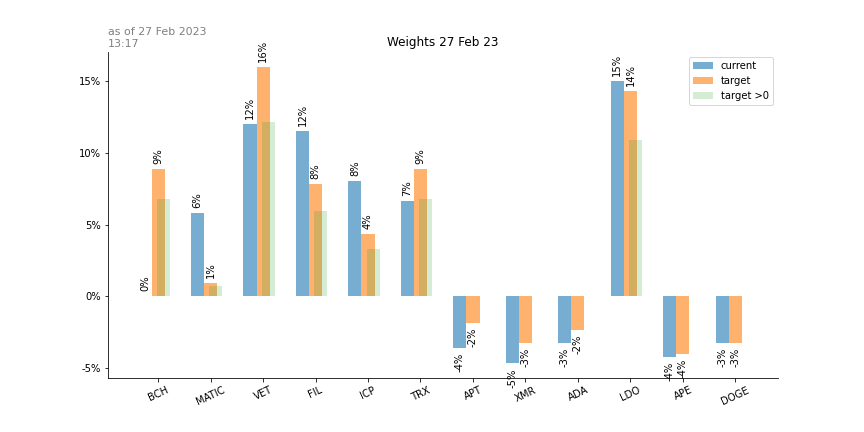 as of 27 Feb 2023
13:17
Weights 27 Feb 23
current
target
target >0
15%
10%
5%
0%
-5%
0%
9%
6%
1%
12%
16%
12%
8%
8%
4%
7%
9%
-4%
-2%
-5%
-3%
-3%
-2%
15%
14%
-4%
-4%
-3%
-3%
BCH
MATIC
VET
FIL
ICP
TRX
APT
XMR
ADA
LDO
APE
DOGE